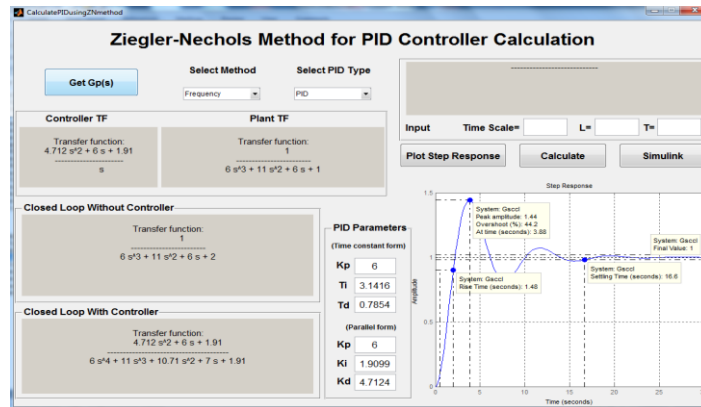 CalculatePIDusingZNmethod
Ziegler-Nechols Method for PID Controller Calculation
Get Gp(s)
Select Method
Frequency
Select PID Type
PID
----------------------------
Input Time Scale= L= T=
Plot Step Response
Calculate
Simulink
Controller TF
Transfer function:
4.712 s^2 + 6 s + 1.91
----------------------
s
Plant TF
Transfer function:
1
------------------------
6 s^3 + 11 s^2 + 6 s + 1
Closed Loop Without Controller
Transfer function:
1
------------------------
6 s^3 + 11 s^2 + 6 s + 2
Closed Loop With Controller
Transfer function:
4.712 s^2 + 6 s + 1.91
---------------------------------------
6 s^4 + 11 s^3 + 10.71 s^2 + 7 s + 1.91
PID Parameters
(Time constant form)
Kp 6
Ti 3.1416
Td 0.7854
(Parallel form)
Kp 6
Ki 1.9099
Kd 4.7124
Step Response
System: Gsccl
Peak amplitude: 1.44
Overshoot (%): 44.2
At time (seconds): 3.88
System: Gsccl
Final Value: 1
System: Gsccl
Rise Time (seconds): 1.48
System: Gsccl
Settling Time (seconds): 16.6
Amplitude
1.5
1
0.5
0
0 5 10 15 20 25
Time (seconds)